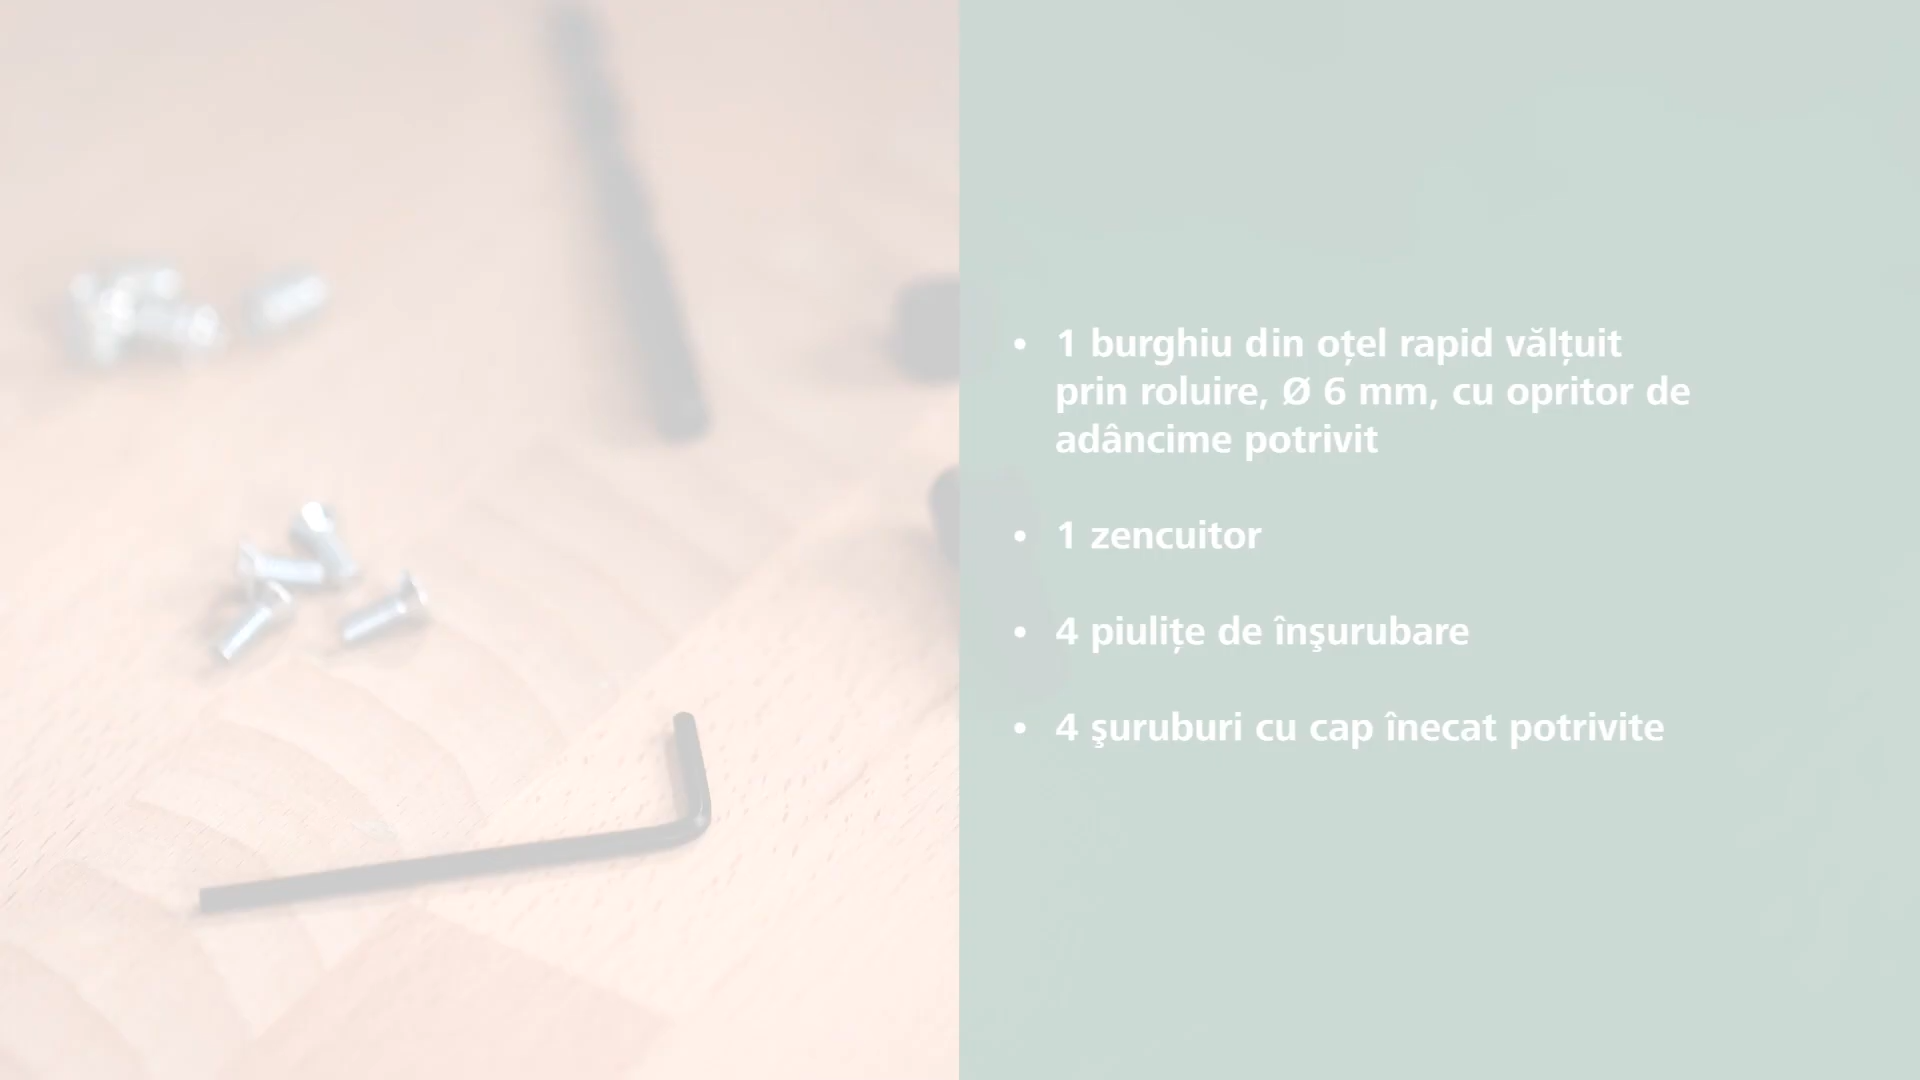 • 1 burghiu din oțel rapid vălțuit
prin roluire, Ø 6 mm, cu opritor de
adâncime potrivit
• 1 zencuitor
• 4 piulițe de înşurubare
• 4 şuruburi cu cap înecat potrivite